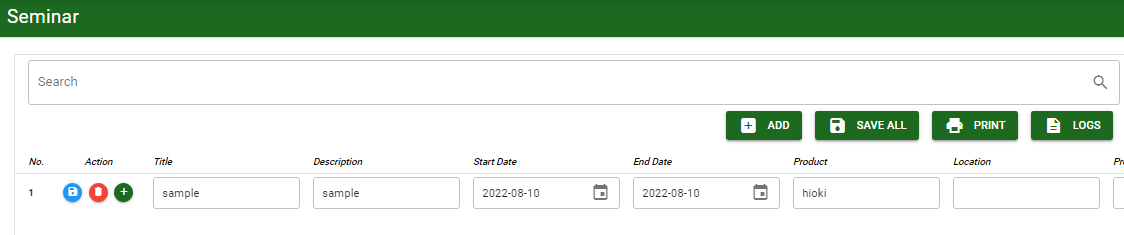 Seminar
Search
ADD SAVE ALL PRINT LOGS
No. Action Title Description Start Date End Date Product Location
1 sample sample 2022-08-10 2022-08-10 hioki